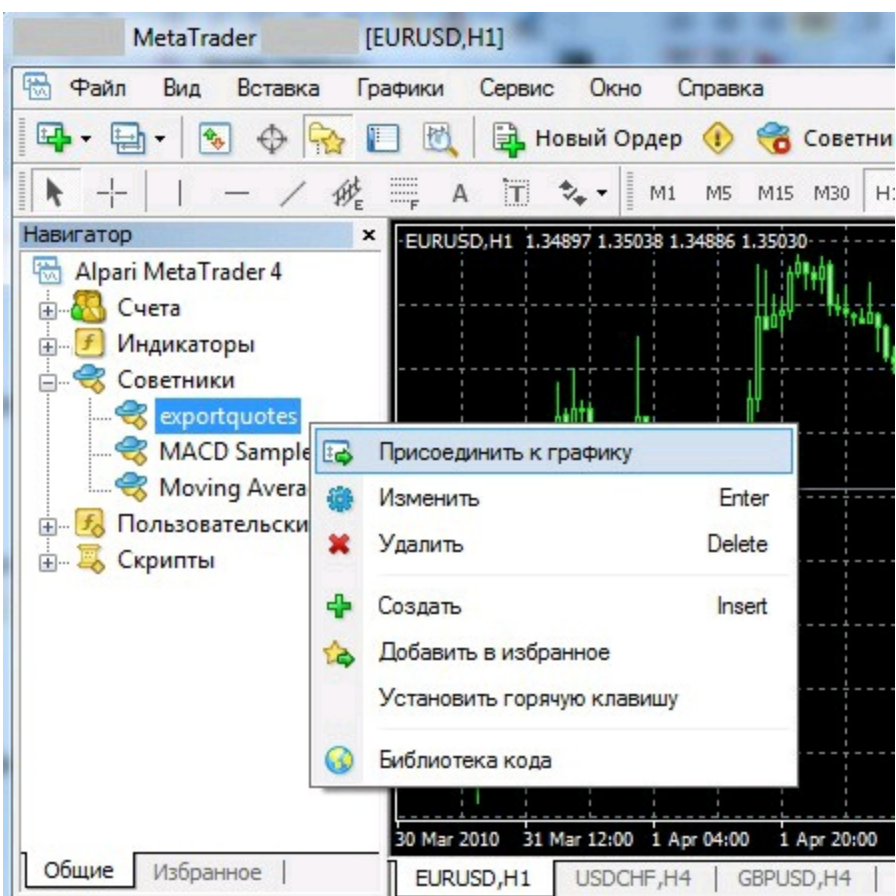 MetaTrader [EURUSD,H1]
Файл Вид Вставка Графики Сервис Окно Справка
Новый Ордер Советни
E F A T M1 M5 M15 M30 H1
Навигатор x
EURUSD,H1 1.34897 1.35038 1.34886 1.35030
Alpari MetaTrader 4
Счета
Индикаторы
Советники
exportquotes
MACD Sample
Moving Avera
Пользовательски
Скрипты
Присоединить к графику
Изменить Enter
Удалить Delete
Создать Insert
Добавить в избранное
Установить горячую клавишу
Библиотека кода
30 Mar 2010 31 Mar 12:00 1 Apr 04:00 1 Apr 20:00
Общие Избранное
EURUSD,H1 USDCHF,H4 GBPUSD,H4